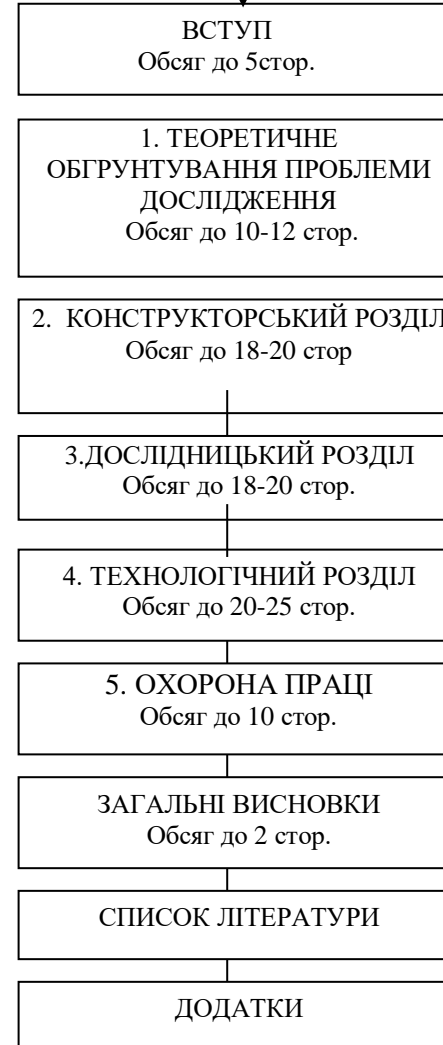 ВСТУП
Обсяг до 5стор.
1. ТЕОРЕТИЧНЕ
ОБГРУНТУВАННЯ ПРОБЛЕМИ
ДОСЛІДЖЕННЯ
Обсяг до 10-12 стор.
2. КОНСТРУКТОРСЬКИЙ РОЗДІЛ
Обсяг до 18-20 стор
3.ДОСЛІДНИЦЬКИЙ РОЗДІЛ
Обсяг до 18-20 стор.
4. ТЕХНОЛОГІЧНИЙ РОЗДІЛ
Обсяг до 20-25 стор.
5. ОХОРОНА ПРАЦІ
Обсяг до 10 стор.
ЗАГАЛЬНІ ВИСНОВКИ
Обсяг до 2 стор.
СПИСОК ЛІТЕРАТУРИ
ДОДАТКИ